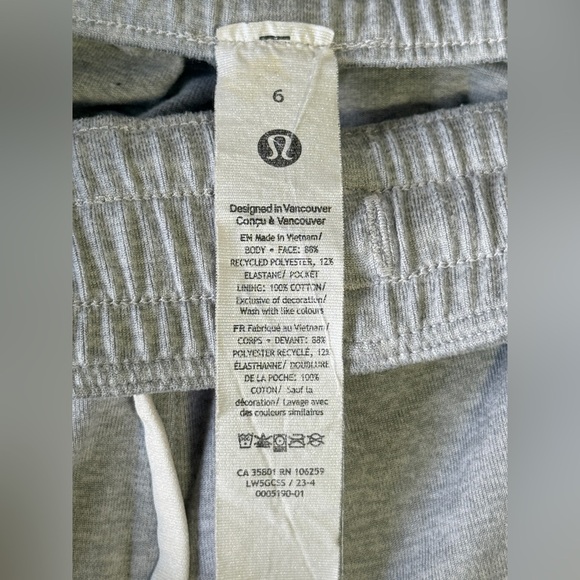 6
Designed in Vancouver
Conçu à Vancouver
EN Made in Vietnam/
BODY + FACE: 88%
RECYCLED POLYESTER, 12%
ELASTANE/ POCKET
LINING: 100% COTTON/
Exclusive of decoration/
Wash with like colours
FR Fabriqué au Vietnam/
CORPS + DEVANT: 88%
POLYESTER RECYCLÉ, 12%
ÉLASTHANNE/ DOUBLURE
DE LA POCHE: 100%
COTON/ Sauf la
décoration/ Lavage avec
des couleurs similaires
CA 35801 RN 106259
LW5GCSS / 23-4
0005190-01